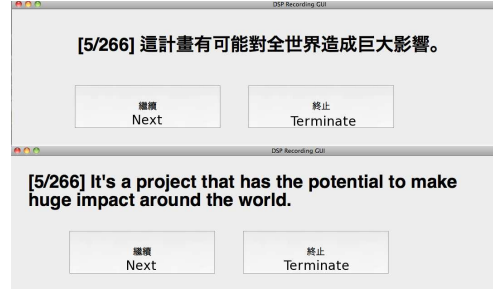 DSP Recording GUI
[5/266] 這計畫有可能對全世界造成巨大影響。
繼續 終止
Next Terminate
DSP Recording GUI
[5/266] It's a project that has the potential to make
huge impact around the world.
繼續 終止
Next Terminate